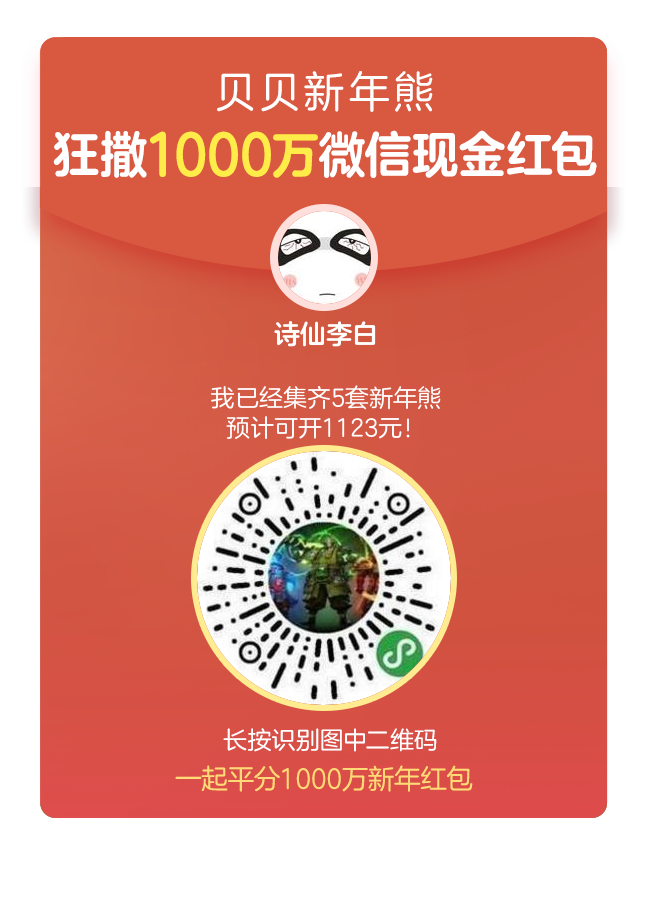 贝贝新年熊
狂撒1000万微信现金红包
诗仙李白
我已经集齐5套新年熊
预计可开1123元!
长按识别图中二维码
一起平分1000万新年红包